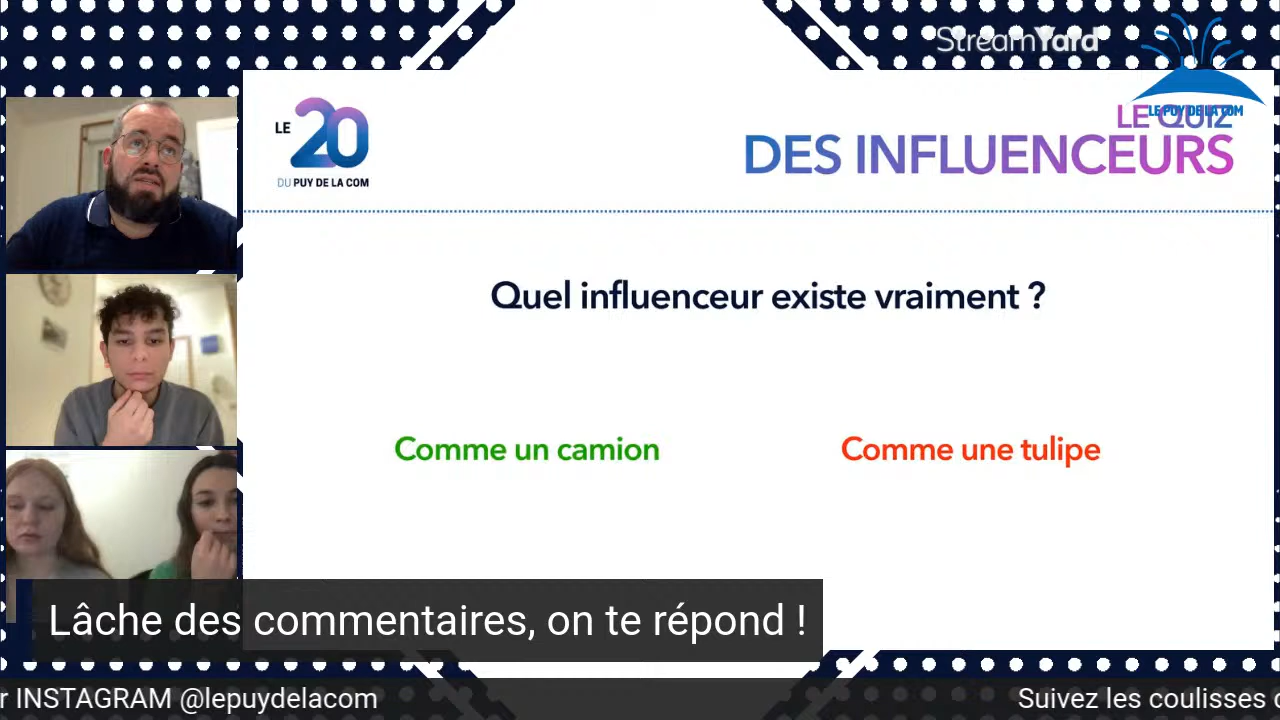 StreamYard
LE PUY DE LA COM
LE 20
DU PUY DE LA COM
LE QUIZ
DES INFLUENCEURS
Quel influenceur existe vraiment ?
Comme un camion
Comme une tulipe
Lâche des commentaires, on te répond !
r INSTAGRAM @lepuydelacom
Suivez les coulisses